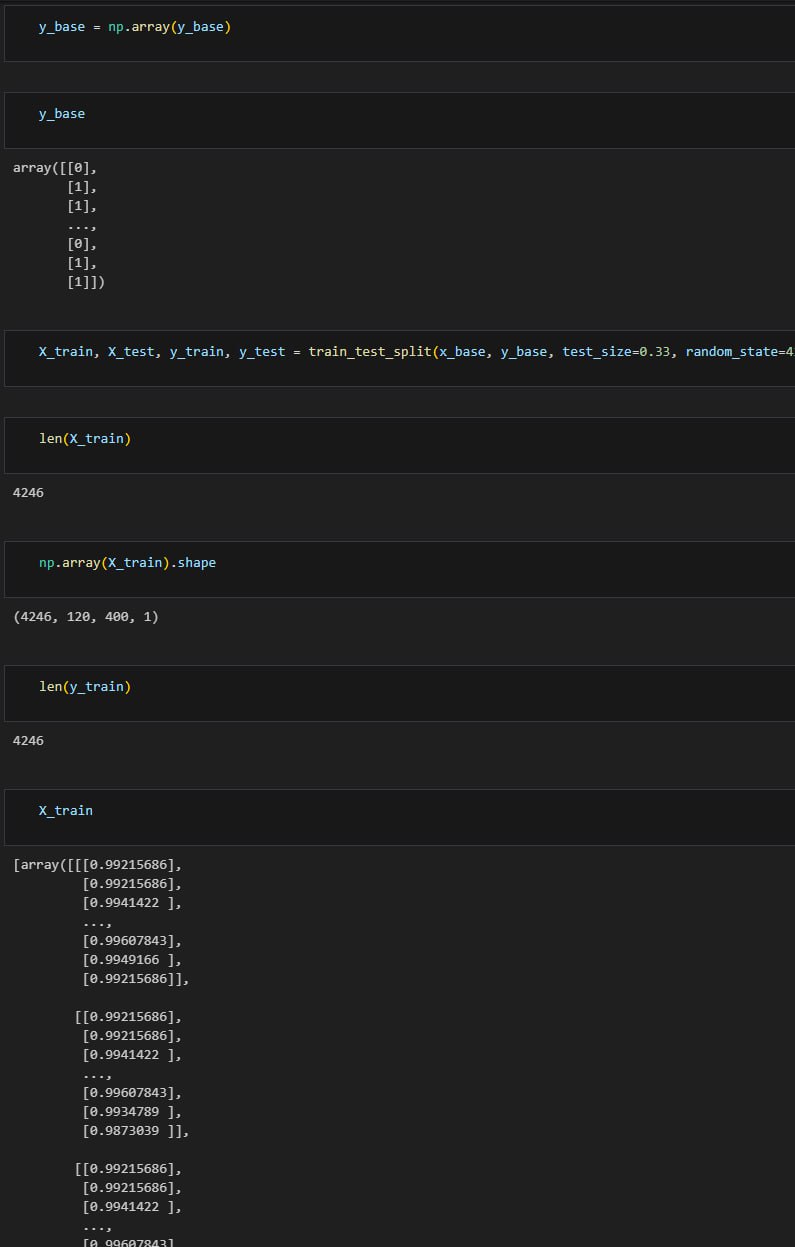 y_base = np.array(y_base)
y_base
array([[0],
[1],
[1],
...,
[0],
[1],
[1]])
X_train, X_test, y_train, y_test = train_test_split(x_base, y_base, test_size=0.33, random_state=4
len(X_train)
4246
np.array(X_train).shape
(4246, 120, 400, 1)
len(y_train)
4246
X_train
[array([[[0.99215686],
[0.99215686],
[0.9941422 ],
...,
[0.99607843],
[0.9949166 ],
[0.99215686]],
[[0.99215686],
[0.99215686],
[0.9941422 ],
...,
[0.99607843],
[0.9934789 ],
[0.9873039 ]],
[[0.99215686],
[0.99215686],
[0.9941422 ],
...,
[0.99607843]